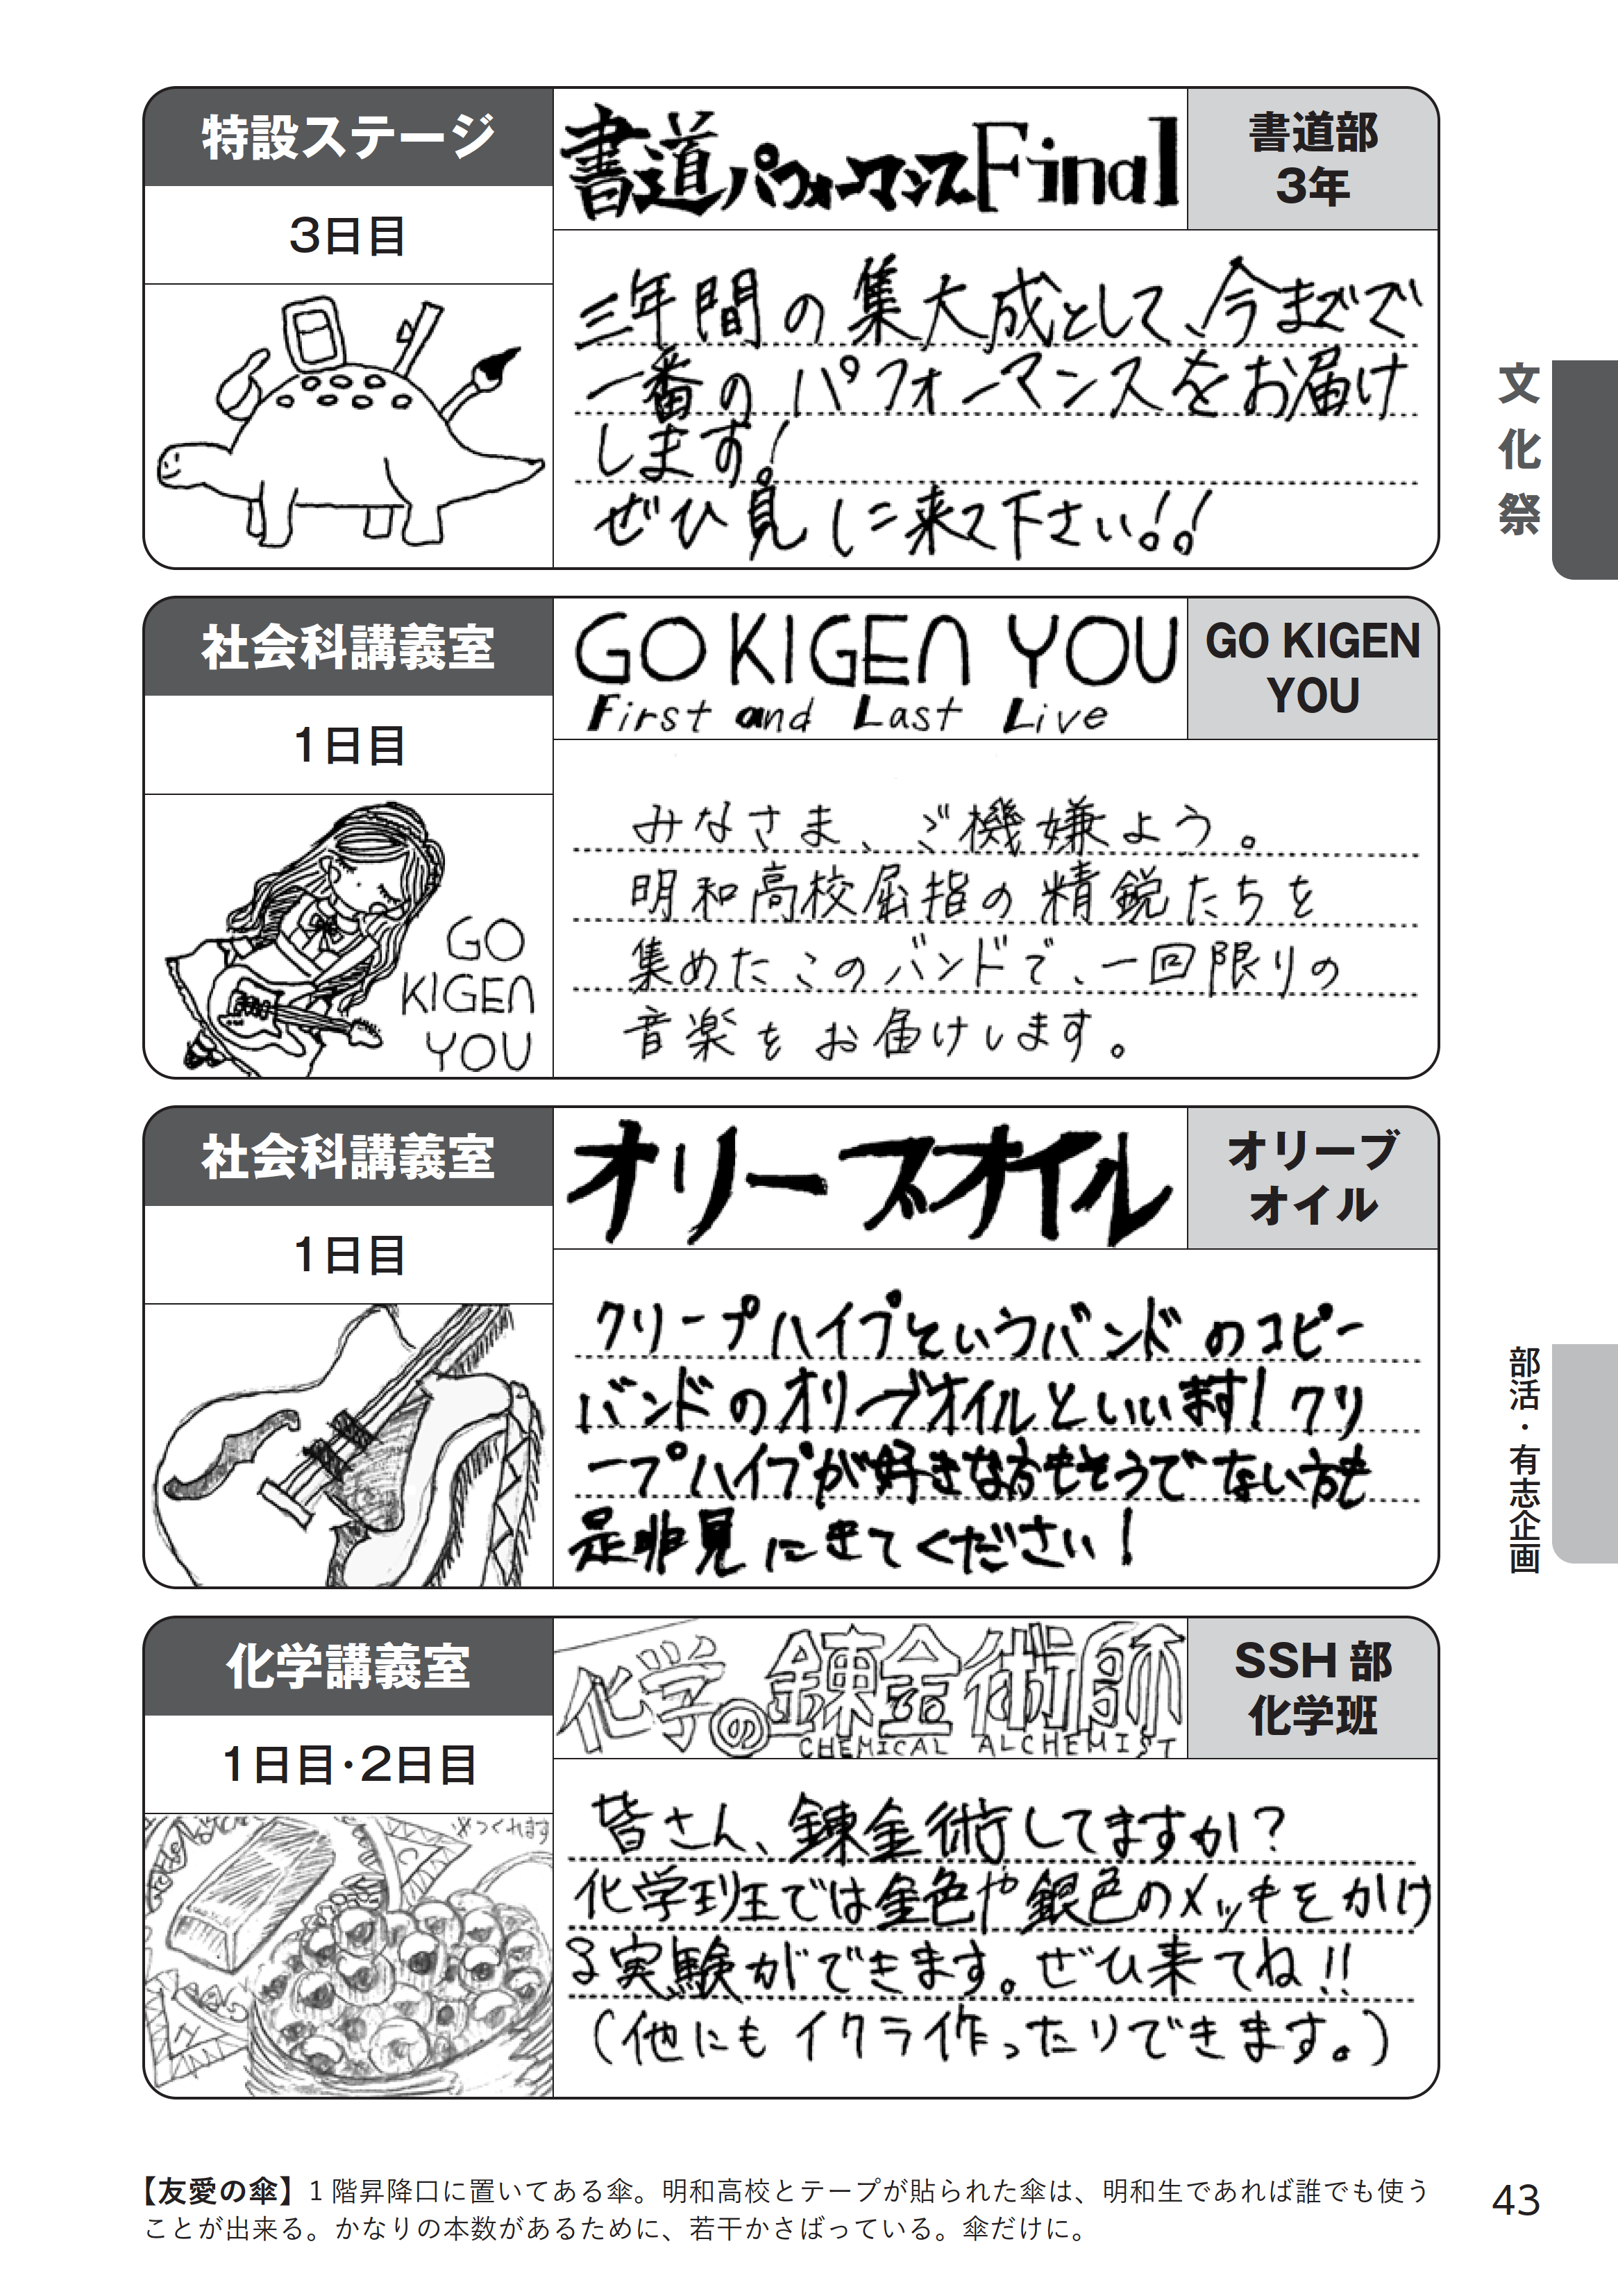 特設ステージ
3日目
書道パフォーマンスFinal
書道部
3年
三年間の集大成として、今までで
一番のパフォーマンスをお届け
します!
ぜひ見に来て下さい!!
社会科講義室
1日目
GO KIGEN YOU
First and Last Live
GO KIGEN
YOU
GO
KIGEN
YOU
みなさま、ご機嫌よう。
明和高校屈指の精鋭たちを
集めたこのバンドで、一回限りの
音楽をお届けします。
社会科講義室
1日目
オリーブオイル
オリーブ
オイル
クリープハイプというバンドのコピー
バンドのオリーブオイルといいます!クリ
ープハイプが好きな方もそうでない方も
是非見にきてください!
化学講義室
1日目·2日目
化学の錬金術師
CHEMICAL ALCHEMIST
SSH部
化学班
※つくれます
皆さん、錬金術してますか?
化学班では金色や銀色のメッキをかけ
る実験ができます。ぜひ来てね!!
(他にもイクラ作ったりできます。)
文化祭
部活・有志企画
【友愛の傘】1階昇降口に置いてある傘。明和高校とテープが貼られた傘は、明和生であれば誰でも使う
ことが出来る。かなりの本数があるために、若干かさばっている。傘だけに。
43